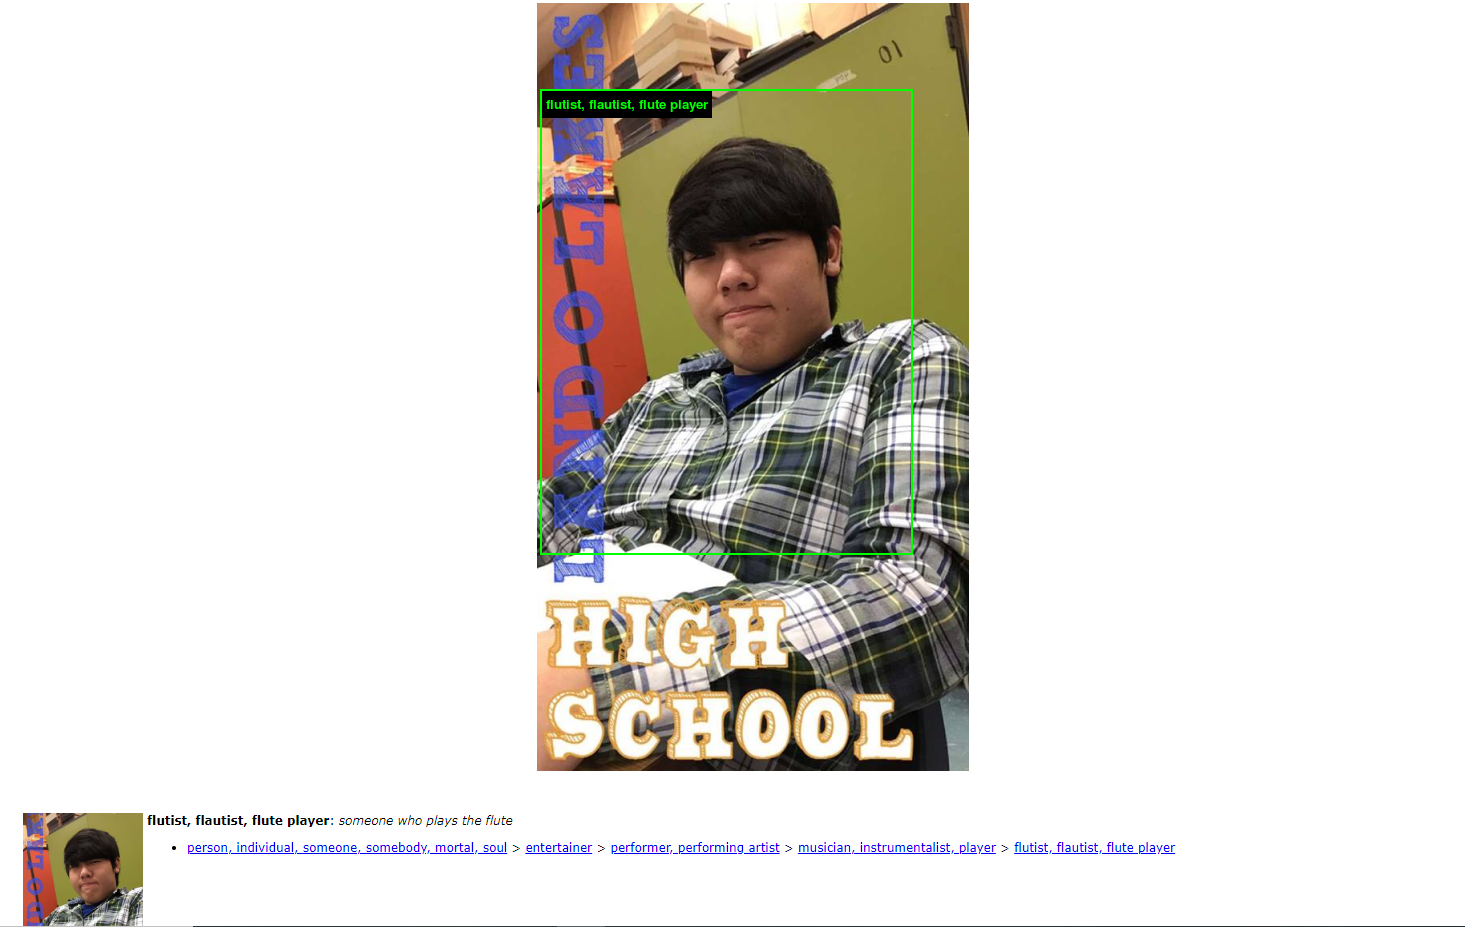 LAND O LAKES
01
flutist, flautist, flute player
HIGH
SCHOOL
flutist, flautist, flute player: someone who plays the flute
person, individual, someone, somebody, mortal, soul > entertainer > performer, performing artist > musician, instrumentalist, player > flutist, flautist, flute player